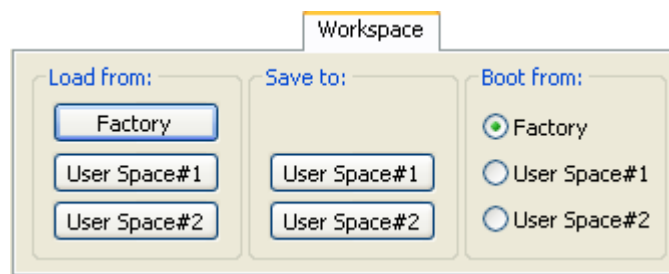 Workspace
Load from:
Factory
User Space#1
User Space#2
Save to:
User Space#1
User Space#2
Boot from:
Factory
User Space#1
User Space#2